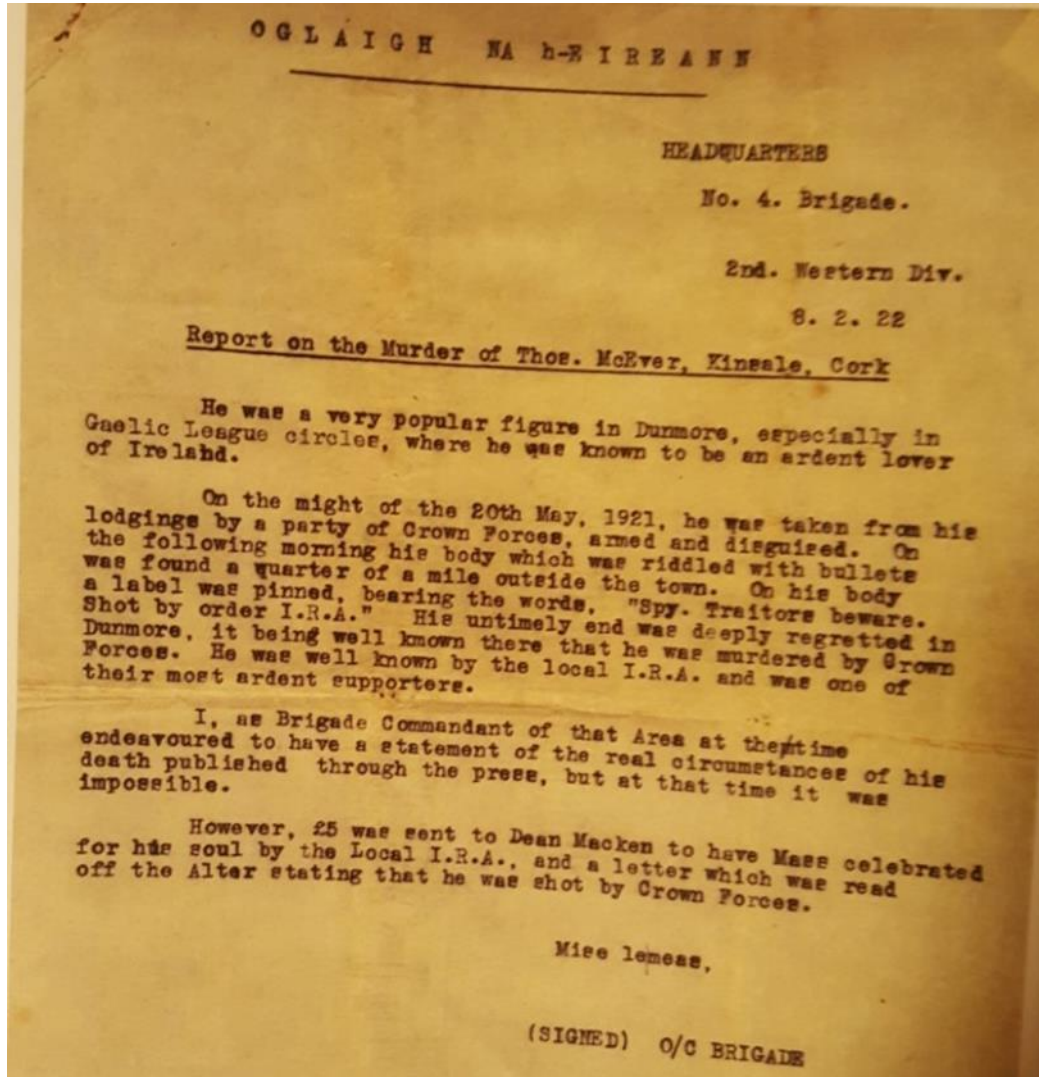 OGLAIGH NA h-EIREANN
HEADQUARTERS
No. 4. Brigade.
2nd. Western Div.
8. 2. 22
Report on the Murder of Thos. McEver, Kinsale, Cork
He was a very popular figure in Dunmore, especially in
Gaelic League circles, where he was known to be an ardent lover
of Ireland.
On the might of the 20th May, 1921, he was taken from his
lodgings by a party of Crown Forces, armed and disguised. On
the following morning his body which was riddled with bullets
was found a quarter of a mile outside the town. On his body
a label was pinned, bearing the words, "Spy. Traitors beware.
Shot by order I.R.A." His untimely end was deeply regretted in
Dunmore, it being well known there that he was murdered by Crown
Forces. He was well known by the local I.R.A. and was one of
their most ardent supporters.
I, as Brigade Commandant of that Area at the time
endeavoured to have a statement of the real circumstances of his
death published through the press, but at that time it was
impossible.
However, £5 was sent to Dean Macken to have Mass celebrated
for his soul by the Local I.R.A., and a letter which was read
off the Alter stating that he was shot by Crown Forces.
Mise lemeas,
(SIGNED) O/C BRIGADE